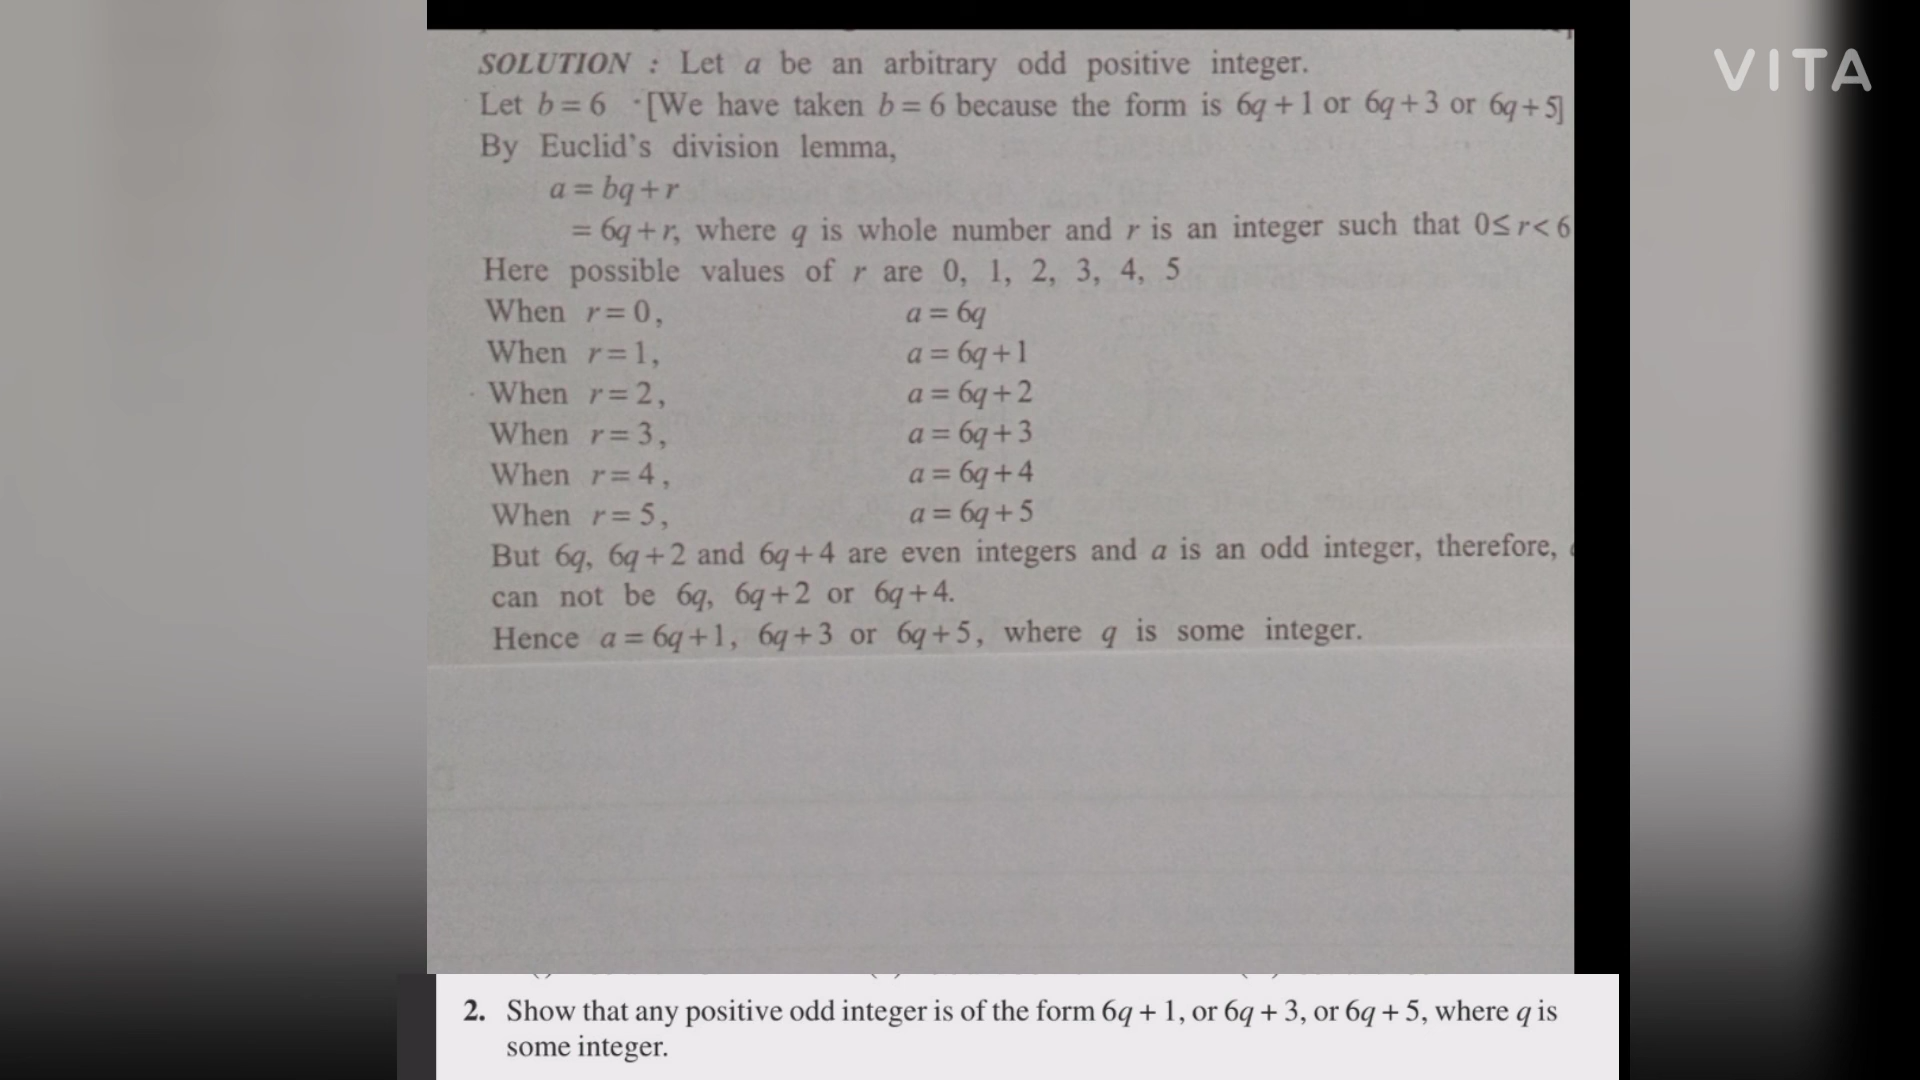 VITA
SOLUTION : Let a be an arbitrary odd positive integer.
Let b = 6 [We have taken b = 6 because the form is 6q + 1 or 6q + 3 or 6q + 5]
By Euclid's division lemma,
a = bq + r
= 6q + r, where q is whole number and r is an integer such that 0 ≤ r < 6
Here possible values of r are 0, 1, 2, 3, 4, 5
When r = 0, a = 6q
When r = 1, a = 6q + 1
When r = 2, a = 6q + 2
When r = 3, a = 6q + 3
When r = 4, a = 6q + 4
When r = 5, a = 6q + 5
But 6q, 6q + 2 and 6q + 4 are even integers and a is an odd integer, therefore,
can not be 6q, 6q + 2 or 6q + 4.
Hence a = 6q + 1, 6q + 3 or 6q + 5, where q is some integer.
2. Show that any positive odd integer is of the form 6q + 1, or 6q + 3, or 6q + 5, where q is
some integer.